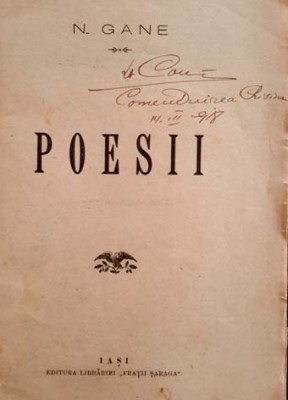 N. GANE
Comenduirea
14. III 918
POESII
IAȘI
EDITURA LIBRĂRIEI „FRAȚII ȘARAGA"